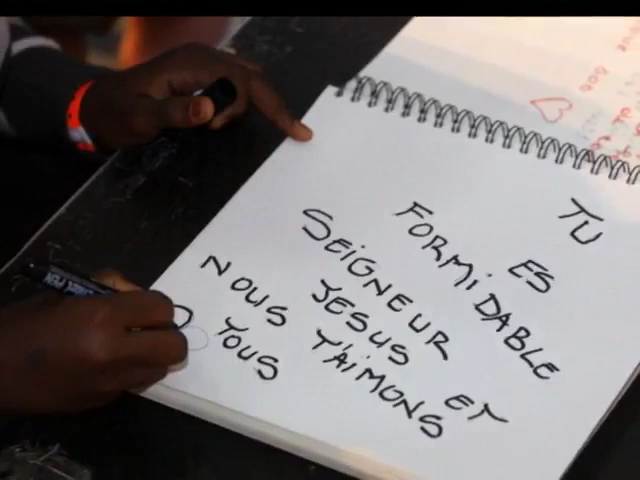 TU
ES
FORMIDABLE
SEIGNEUR
JESUS ET
NOUS T'AIMONS
TOUS